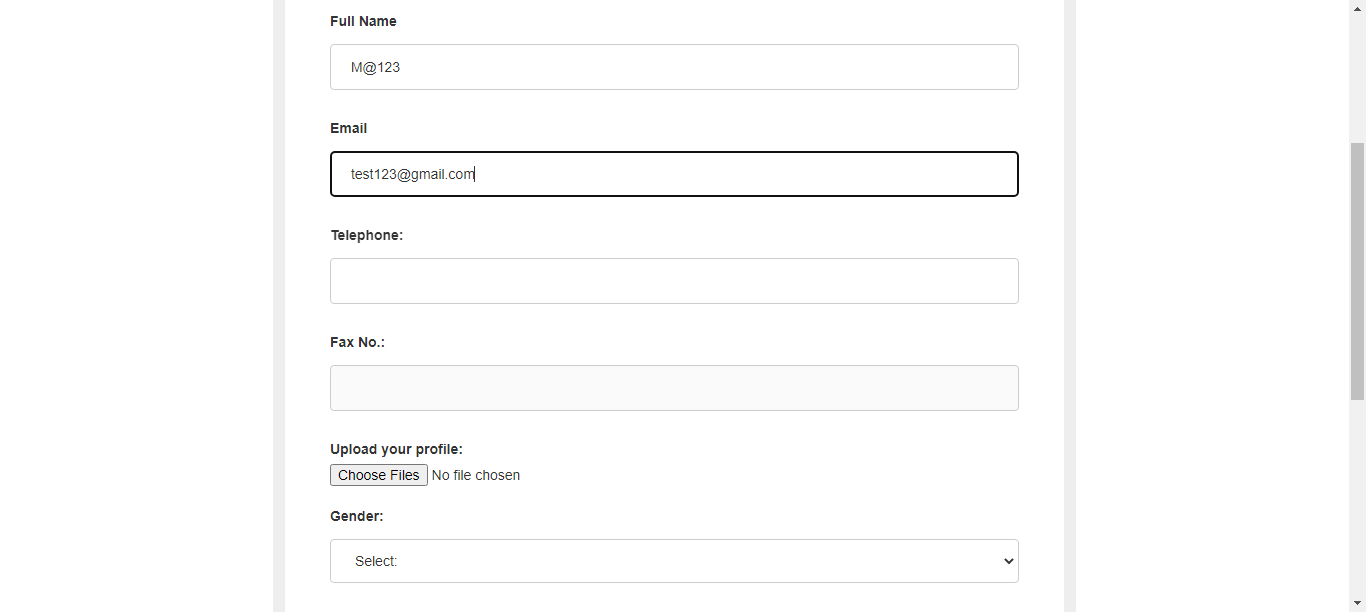 Full Name
M@123
Email
test123@gmail.com
Telephone:
Fax No.:
Upload your profile:
Choose Files No file chosen
Gender:
Select: